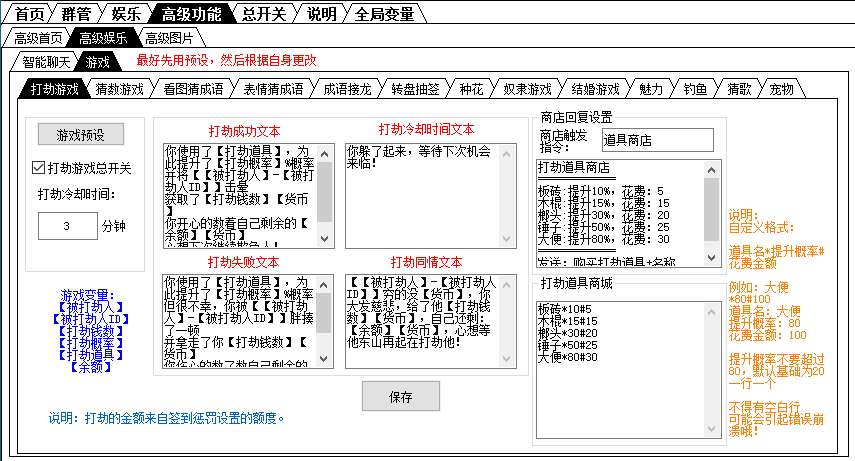 首页 群管 娱乐 高级功能 总开关 说明 全局变量
高级首页 高级娱乐 高级图片
智能聊天 游戏 最好先用预设，然后根据自身更改
打劫游戏 猜数游戏 看图猜成语 表情猜成语 成语接龙 转盘抽签 种花 奴隶游戏 结婚游戏 魅力 钓鱼 猜歌 宠物
游戏预设
打劫游戏总开关
打劫冷却时间：
3 分钟
游戏变量：
【被打劫人】
【被打劫人ID】
【打劫钱数】
【打劫概率】
【打劫道具】
【余额】
打劫成功文本
你使用了【打劫道具】，为
此提升了【打劫概率】%概率
并将【【被打劫人】-【被打
劫人ID】】击晕
获取了【打劫钱数】【货币
】
你开心的数着自己剩余的【
余额】【货币】
心想下次继续欺负人！
打劫冷却时间文本
你躲了起来，等待下次机会
来临！
打劫失败文本
你使用了【打劫道具】，为
此提升了【打劫概率】%概率
但很不幸，你被【【被打劫
人】-【被打劫人ID】】胖揍
了一顿
并拿走了你【打劫钱数】【
货币】
你伤心的数了数自己剩余的【
打劫同情文本
【【被打劫人】-【被打劫人
ID】】穷的没【货币】，你
大发慈悲，给了他【打劫钱
数】【货币】，自己还剩：
【余额】【货币】，心想等
他东山再起在打劫他！
保存
说明：打劫的金额来自签到惩罚设置的额度。
商店回复设置
商店触发
指令：
道具商店
打劫道具商店
板砖:提升10%，花费：5
木棍:提升15%，花费：15
榔头:提升30%，花费：20
锤子:提升50%，花费：25
大便:提升80%，花费：30
发送：购买打劫道具+名称
打劫道具商城
板砖*10#5
木棍*15#15
榔头*30#20
锤子*50#25
大便*80#30
说明：
自定义格式：
道具名*提升概率#
花费金额
例如：大便
*80#100
道具名：大便
提升概率：80
花费金额：100
提升概率不要超过
80，默认基础为20
一行一个
不得有空白行
可能会引起错误崩
溃哦！